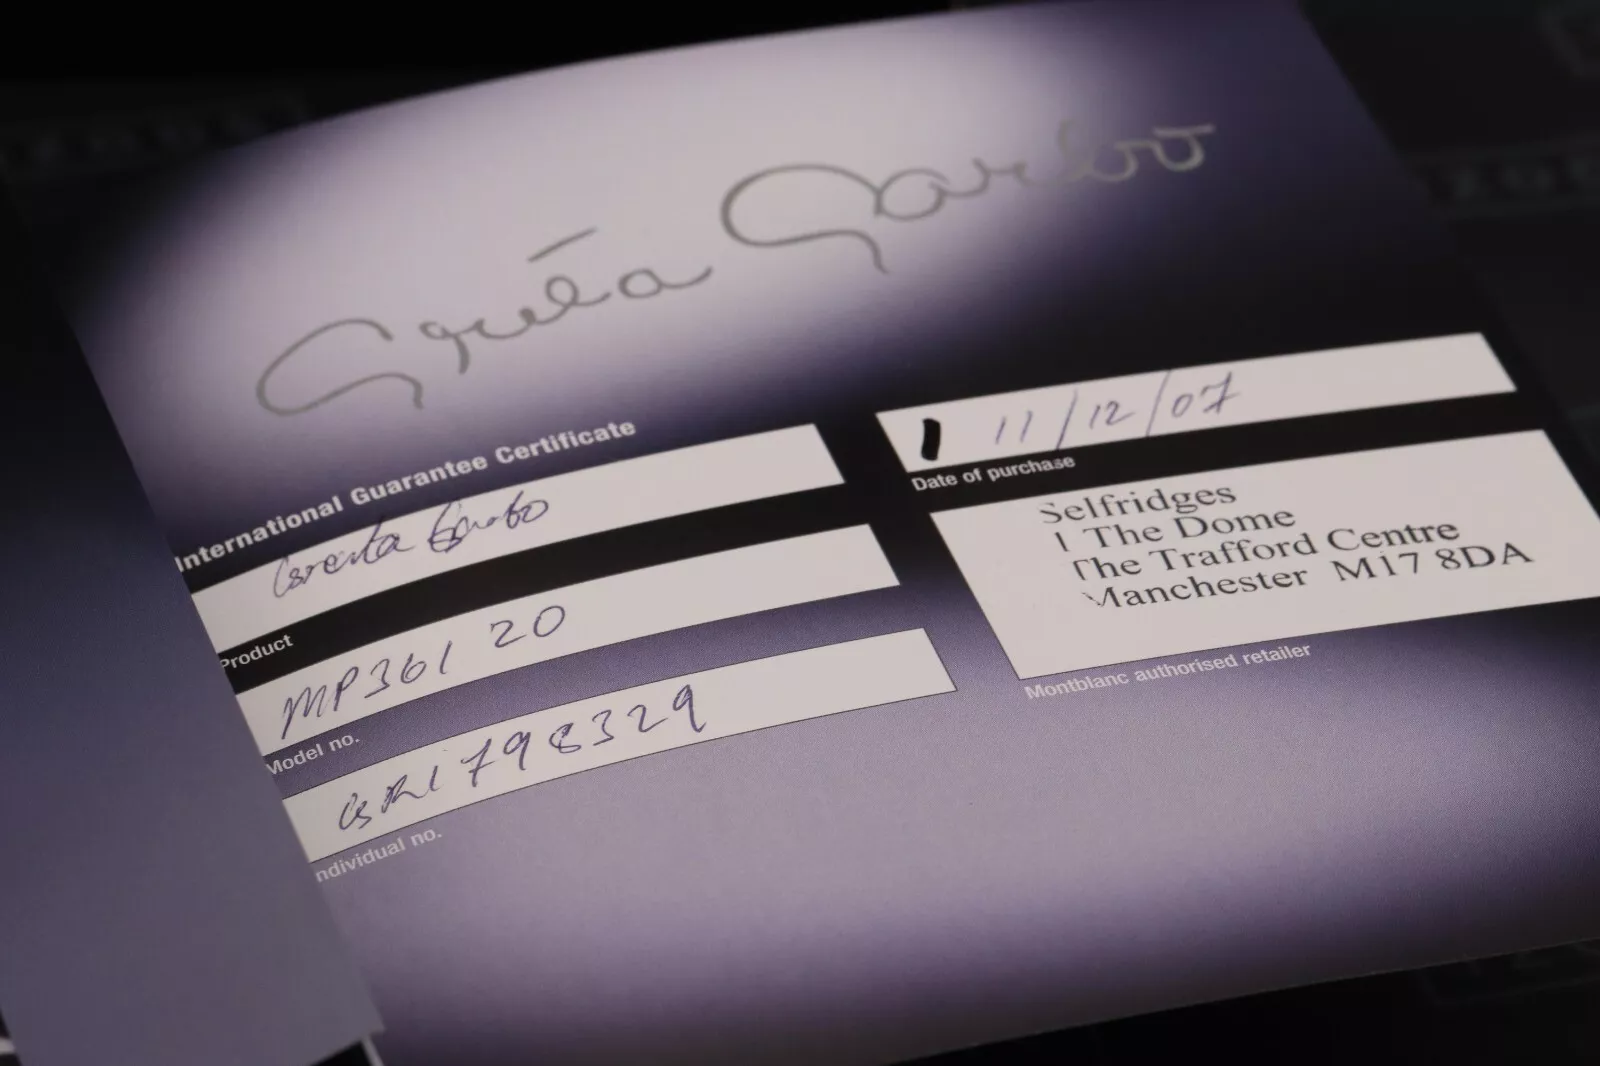 Greta Garbo
International Guarantee Certificate
Greta Garbo
Product
MP36120
Model no.
GR1798329
Individual no.
11/12/07
Date of purchase
Selfridges
1 The Dome
The Trafford Centre
Manchester M17 8DA
Montblanc authorised retailer